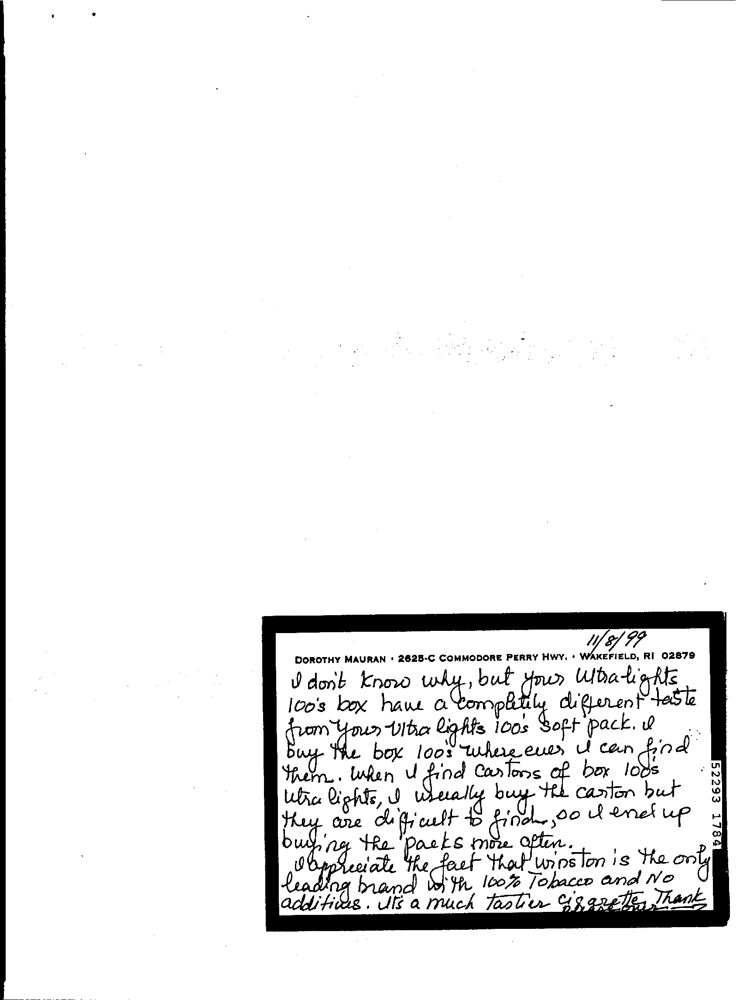 11/8/99
DOROTHY MAURAN • 2625-C COMMODORE PERRY HWY. • WAKEFIELD, RI 02879
I don't know why, but your Ultra lights
100's box have a completily different taste
from your Ultra lights 100's soft pack. I
buy the box 100's where ever I can find
them. When I find cartons of box 100's
Ultra lights, I usually buy the carton but
they are difficult to find, so I end up
buying the packs more often.
I appreciate the fact that Winston is the only
leading brand with 100% Tobacco and NO
additives. It's a much tastier cigarette. Thank
52293 1784